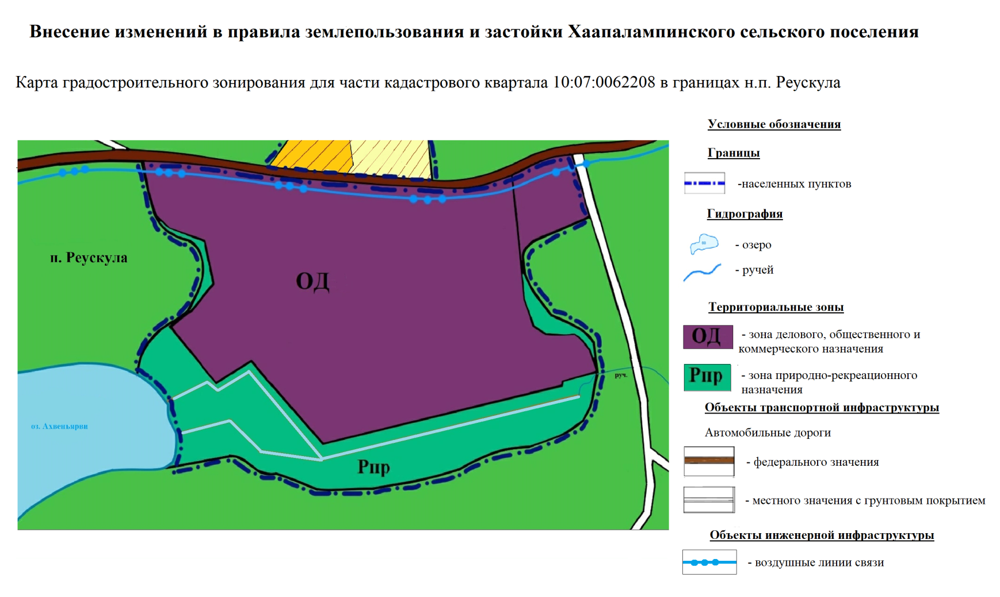 Внесение изменений в правила землепользования и застойки Хаапалампинского сельского поселения
Карта градостроительного зонирования для части кадастрового квартала 10:07:0062208 в границах н.п. Реускула
Условные обозначения
Границы
-населенных пунктов
Гидрография
- озеро
- ручей
Территориальные зоны
ОД
- зона делового, общественного и
коммерческого назначения
Рпр
- зона природно-рекреационного
назначения
Объекты транспортной инфраструктуры
Автомобильные дороги
- федерального значения
- местного значения с грунтовым покрытием
Объекты инженерной инфраструктуры
- воздушные линии связи
п. Реускула
ОД
руч.
оз. Ахвеньярви
Рпр